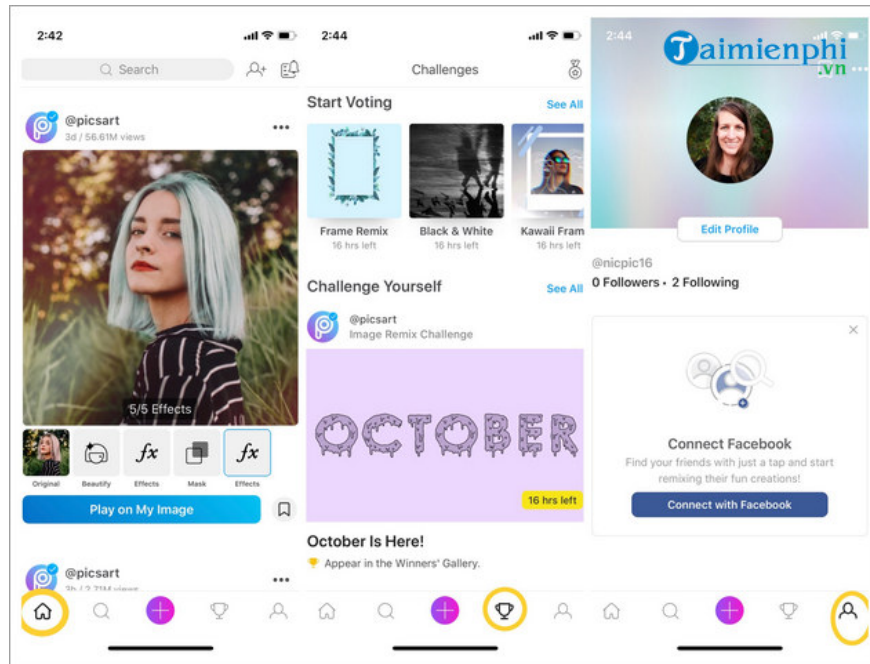 2:42
Search
@picsart
3d / 56.61M views
5/5 Effects
Original
Beautify
Effects
Mask
Effects
Play on My Image
@picsart
3h / 2.71M views
2:44
Challenges
Start Voting
See All
Frame Remix
16 hrs left
Black & White
16 hrs left
Kawaii Fram
16 hrs left
Challenge Yourself
See All
@picsart
Image Remix Challenge
OCTOBER
16 hrs left
October Is Here!
Appear in the Winners' Gallery.
2:44
Taimienphi
.vn
Edit Profile
@nicpic16
0 Followers • 2 Following
Connect Facebook
Find your friends with just a tap and start
remixing their fun creations!
Connect with Facebook